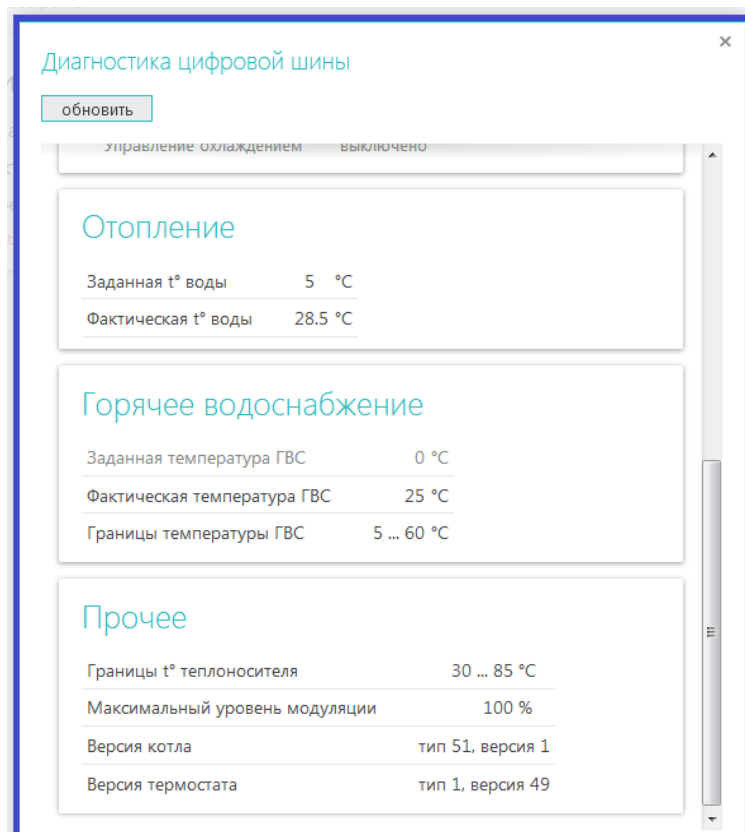 Диагностика цифровой шины
×
обновить
Управление охлаждением выключено
Отопление
Заданная t° воды 5 °C
Фактическая t° воды 28.5 °C
Горячее водоснабжение
Заданная температура ГВС 0 °C
Фактическая температура ГВС 25 °C
Границы температуры ГВС 5 ... 60 °C
Прочее
Границы t° теплоносителя 30 ... 85 °C
Максимальный уровень модуляции 100 %
Версия котла тип 51, версия 1
Версия термостата тип 1, версия 49